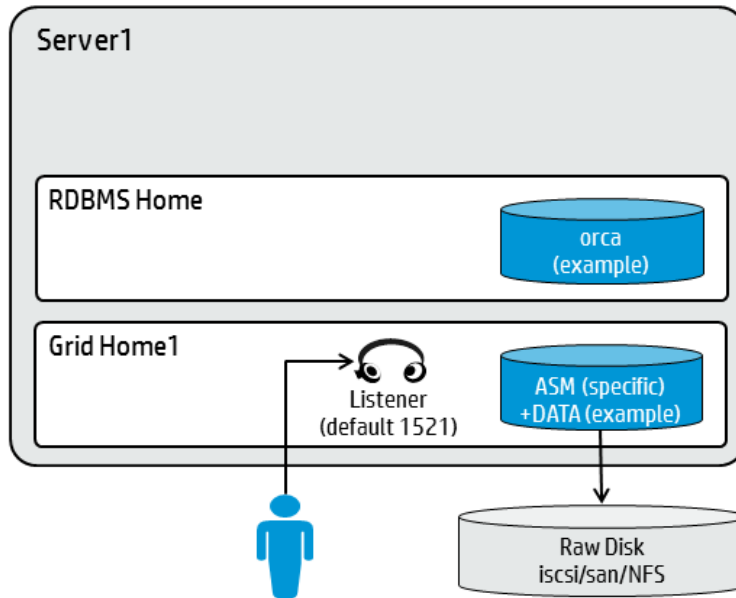 Server1
RDBMS Home
orca
(example)
Grid Home1
Listener
(default 1521)
ASM (specific)
+DATA (example)
Raw Disk
iscsi/san/NFS